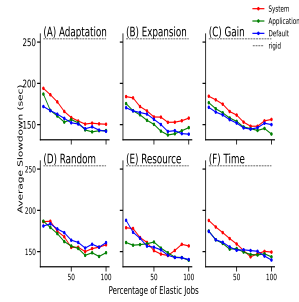 System
Application
Default
rigid
(A) Adaptation
(B) Expansion
(C) Gain
250
200
150
(D) Random
(E) Resource
(F) Time
250
200
150
50 100
50 100
50 100
Average Slowdown (sec)
Percentage of Elastic Jobs